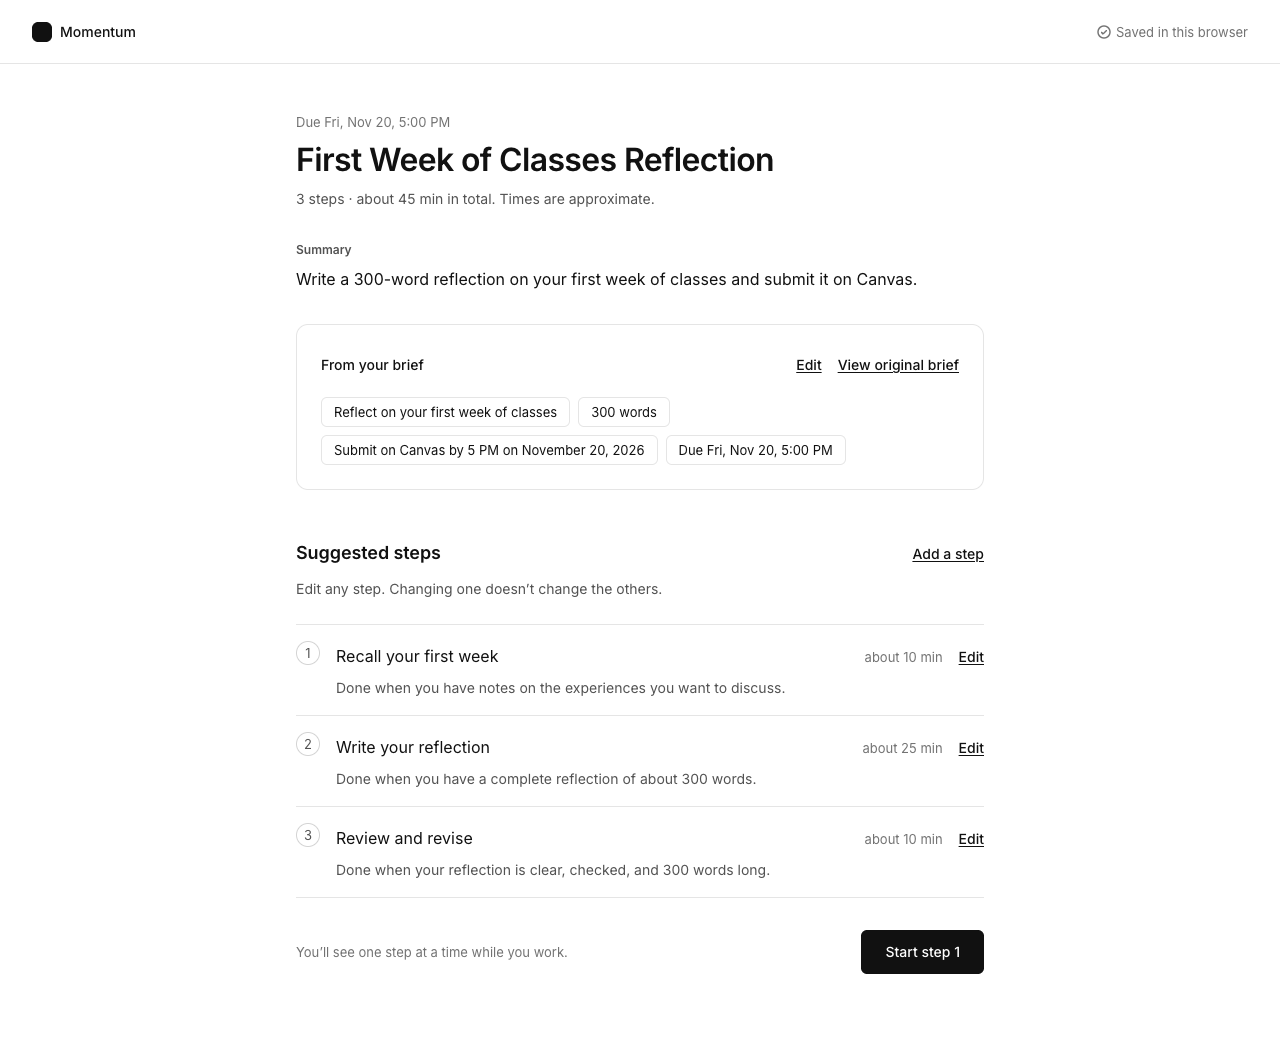 Momentum
Saved in this browser
Due Fri, Nov 20, 5:00 PM
First Week of Classes Reflection
3 steps · about 45 min in total. Times are approximate.
Summary
Write a 300-word reflection on your first week of classes and submit it on Canvas.
From your brief
Edit
View original brief
Reflect on your first week of classes
300 words
Submit on Canvas by 5 PM on November 20, 2026
Due Fri, Nov 20, 5:00 PM
Suggested steps
Add a step
Edit any step. Changing one doesn’t change the others.
1
Recall your first week
about 10 min
Edit
Done when you have notes on the experiences you want to discuss.
2
Write your reflection
about 25 min
Edit
Done when you have a complete reflection of about 300 words.
3
Review and revise
about 10 min
Edit
Done when your reflection is clear, checked, and 300 words long.
You’ll see one step at a time while you work.
Start step 1